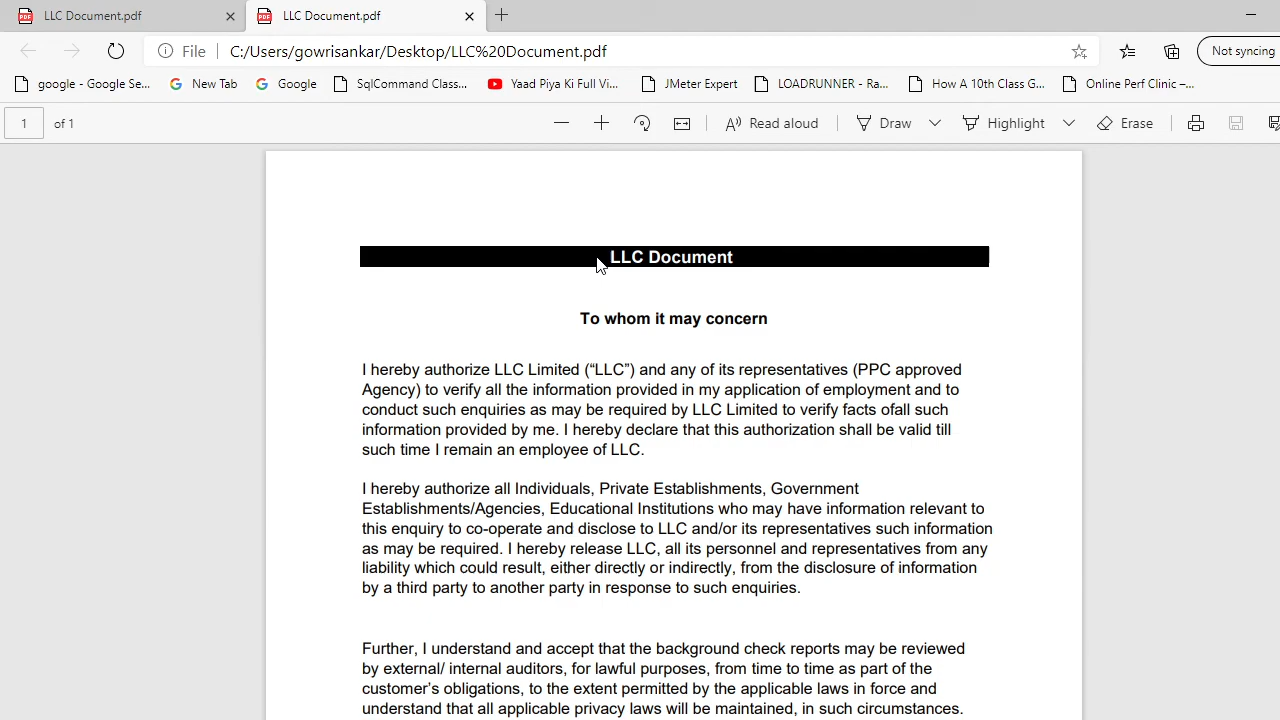 LLC Document.pdf
LLC Document.pdf
File
C:/Users/gowrisankar/Desktop/LLC%20Document.pdf
Not syncing
google - Google Se...
New Tab
Google
SqlCommand Class...
Yaad Piya Ki Full Vi...
JMeter Expert
LOADRUNNER - Ra...
How A 10th Class G...
Online Perf Clinic –...
1 of 1
Read aloud
Draw
Highlight
Erase
LLC Document
To whom it may concern
I hereby authorize LLC Limited (“LLC”) and any of its representatives (PPC approved
Agency) to verify all the information provided in my application of employment and to
conduct such enquiries as may be required by LLC Limited to verify facts ofall such
information provided by me. I hereby declare that this authorization shall be valid till
such time I remain an employee of LLC.
I hereby authorize all Individuals, Private Establishments, Government
Establishments/Agencies, Educational Institutions who may have information relevant to
this enquiry to co-operate and disclose to LLC and/or its representatives such information
as may be required. I hereby release LLC, all its personnel and representatives from any
liability which could result, either directly or indirectly, from the disclosure of information
by a third party to another party in response to such enquiries.
Further, I understand and accept that the background check reports may be reviewed
by external/ internal auditors, for lawful purposes, from time to time as part of the
customer’s obligations, to the extent permitted by the applicable laws in force and
understand that all applicable privacy laws will be maintained, in such circumstances.